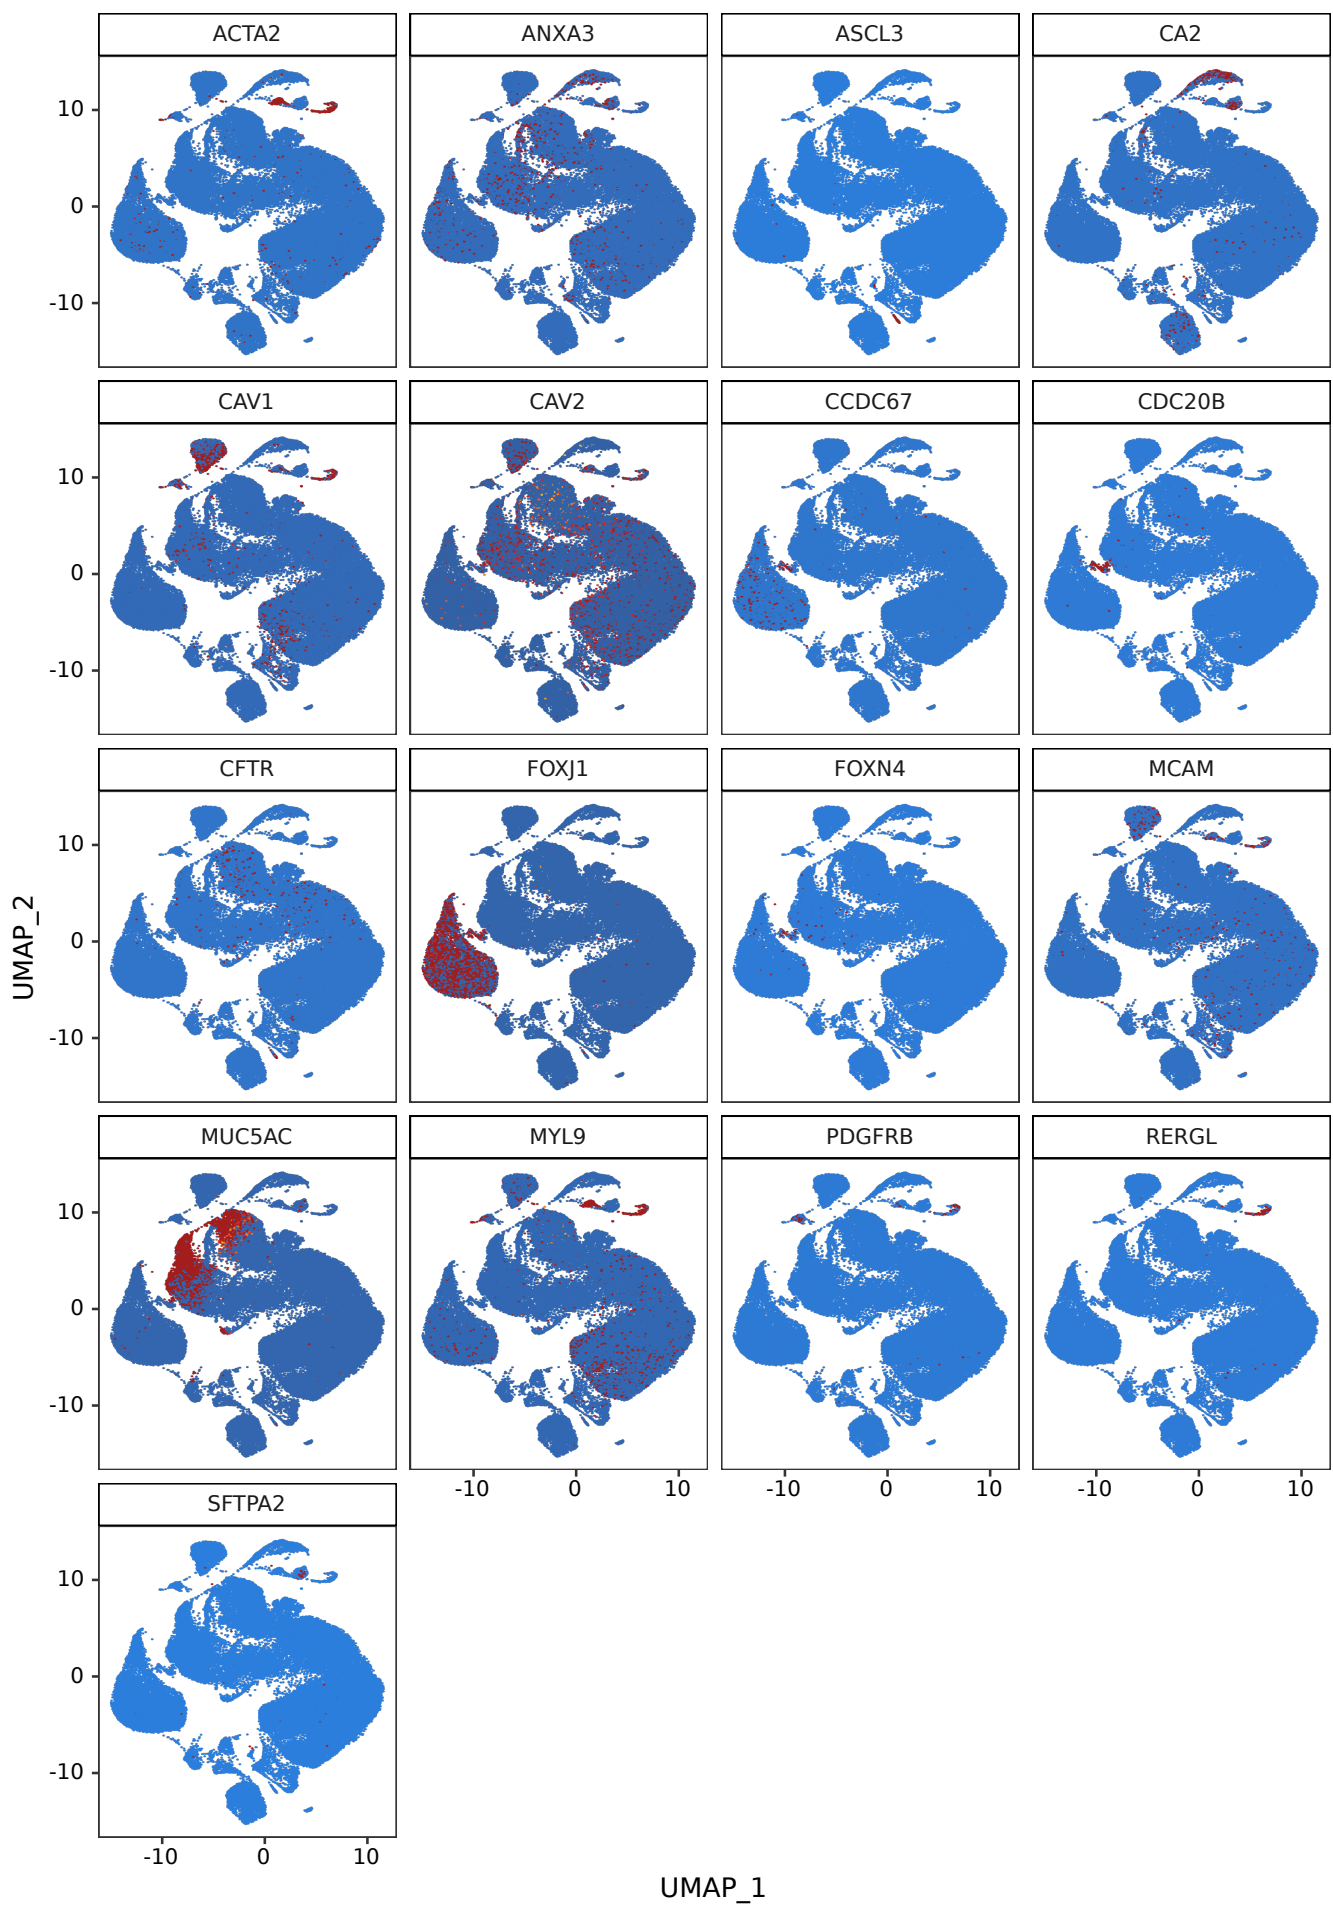 ACTA2 ANXA3 ASCL3 CA2
10
0
-10
CAV1 CAV2 CCDC67 CDC20B
10
0
-10
CFTR FOXJ1 FOXN4 MCAM
10
0
-10
UMAP_2
MUC5AC MYL9 PDGFRB RERGL
10
0
-10
-10 0 10 -10 0 10 -10 0 10
SFTPA2
10
0
-10
-10 0 10
UMAP_1